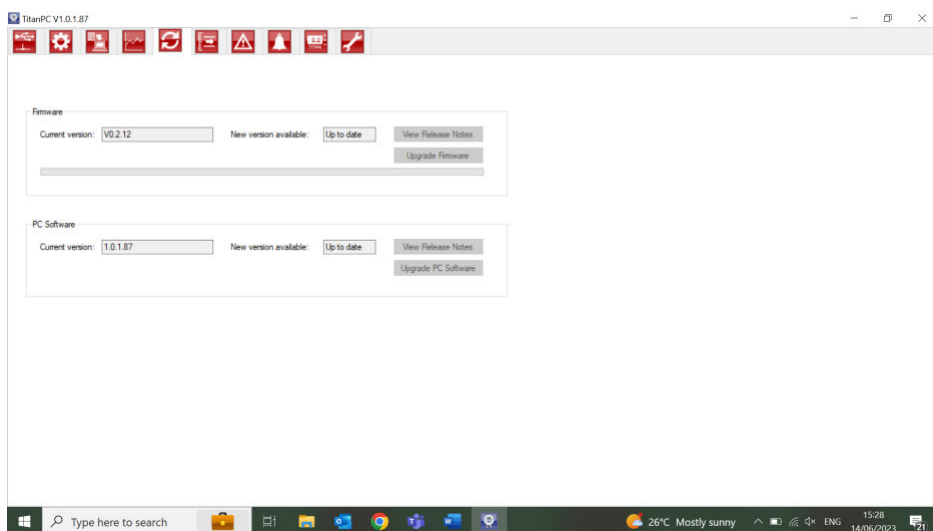 TitanPC V1.0.1.87
Firmware
Current version: V0.2.12 New version available: Up to date View Release Notes
Upgrade Firmware
PC Software
Current version: 1.0.1.87 New version available: Up to date View Release Notes
Upgrade PC Software
Type here to search 26°C Mostly sunny ENG 15:28
14/06/2023 21